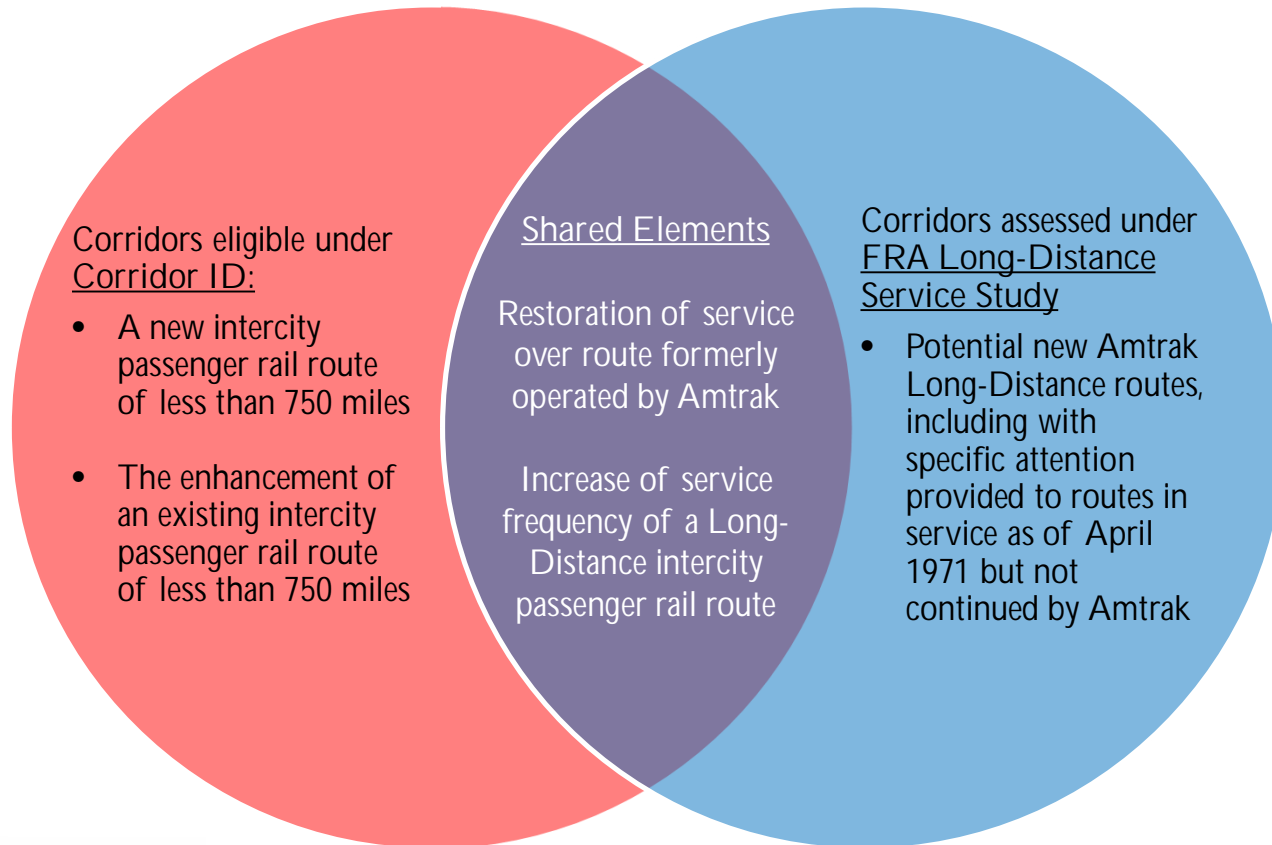 Corridors eligible under
Corridor ID:
• A new intercity
passenger rail route
of less than 750 miles
• The enhancement of
an existing intercity
passenger rail route
of less than 750 miles
Shared Elements
Restoration of service
over route formerly
operated by Amtrak
Increase of service
frequency of a Long-
Distance intercity
passenger rail route
Corridors assessed under
FRA Long-Distance
Service Study
• Potential new Amtrak
Long-Distance routes,
including with
specific attention
provided to routes in
service as of April
1971 but not
continued by Amtrak